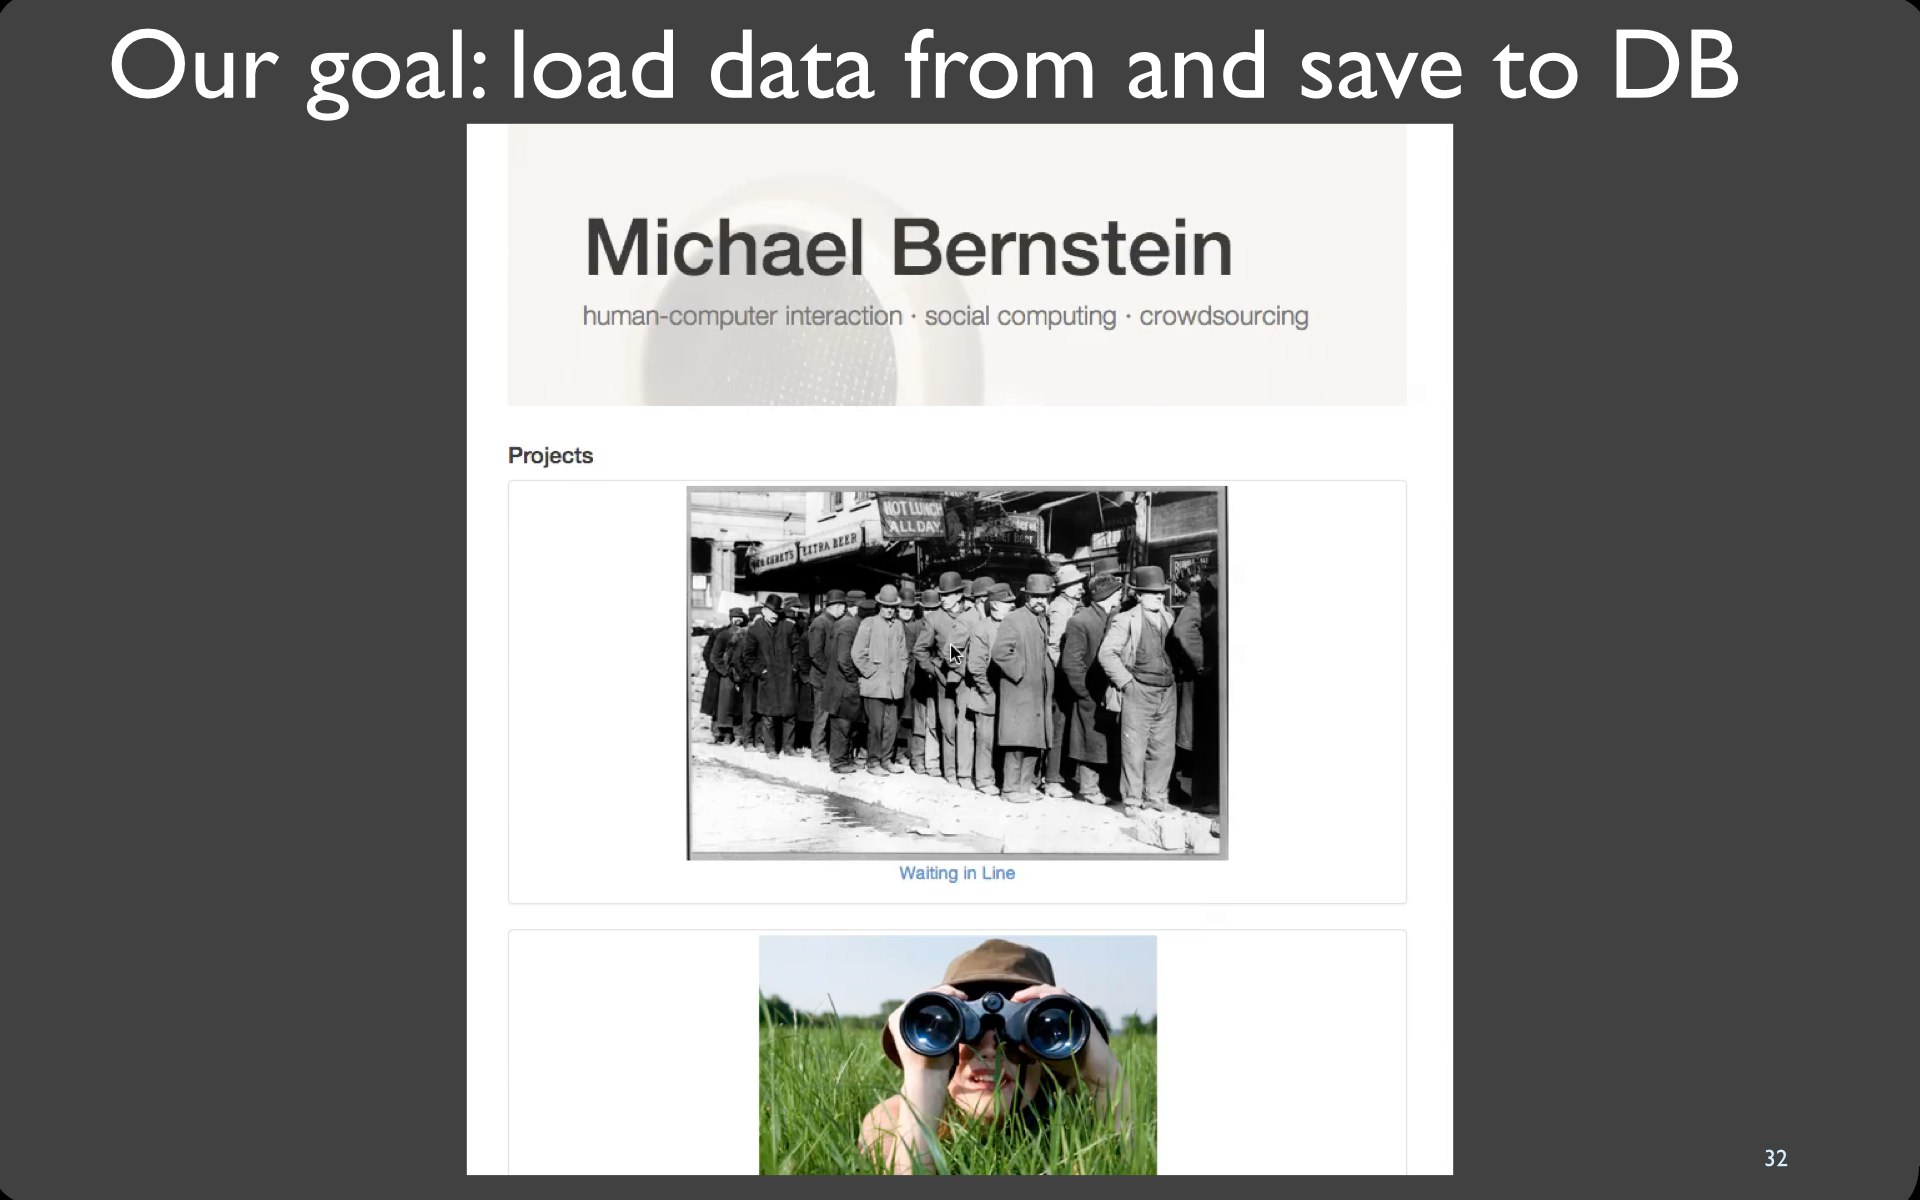 Our goal: load data from and save to DB
Michael Bernstein
human-computer interaction · social computing · crowdsourcing
Projects
HOT LUNCH
ALL DAY.
EXTRA BEER
Waiting in Line
32